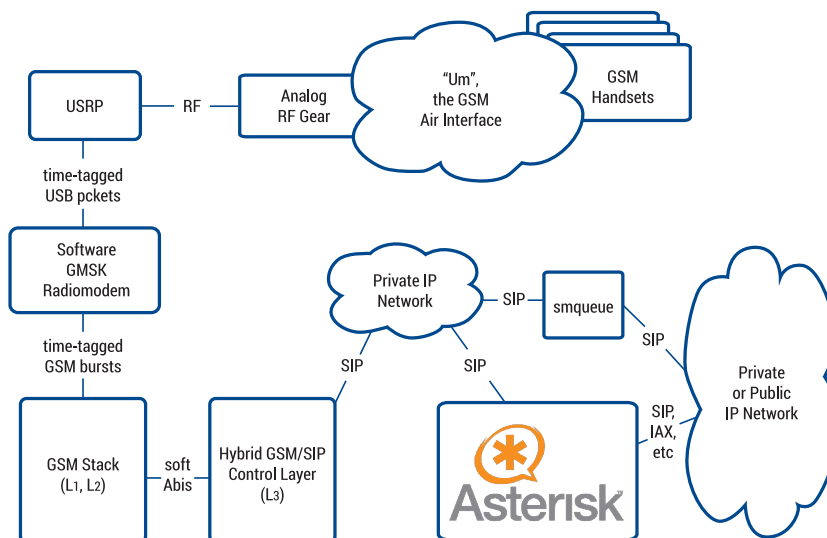 USRP
RF
Analog
RF Gear
“Um”,
the GSM
Air Interface
GSM
Handsets
time-tagged
USB pckets
Software
GMSK
Radiomodem
time-tagged
GSM bursts
GSM Stack
(L1, L2)
soft
Abis
Hybrid GSM/SIP
Control Layer
(L3)
SIP
Private IP
Network
SIP
smqueue
SIP
SIP
Asterisk™
SIP,
IAX,
etc
Private
or Public
IP Network